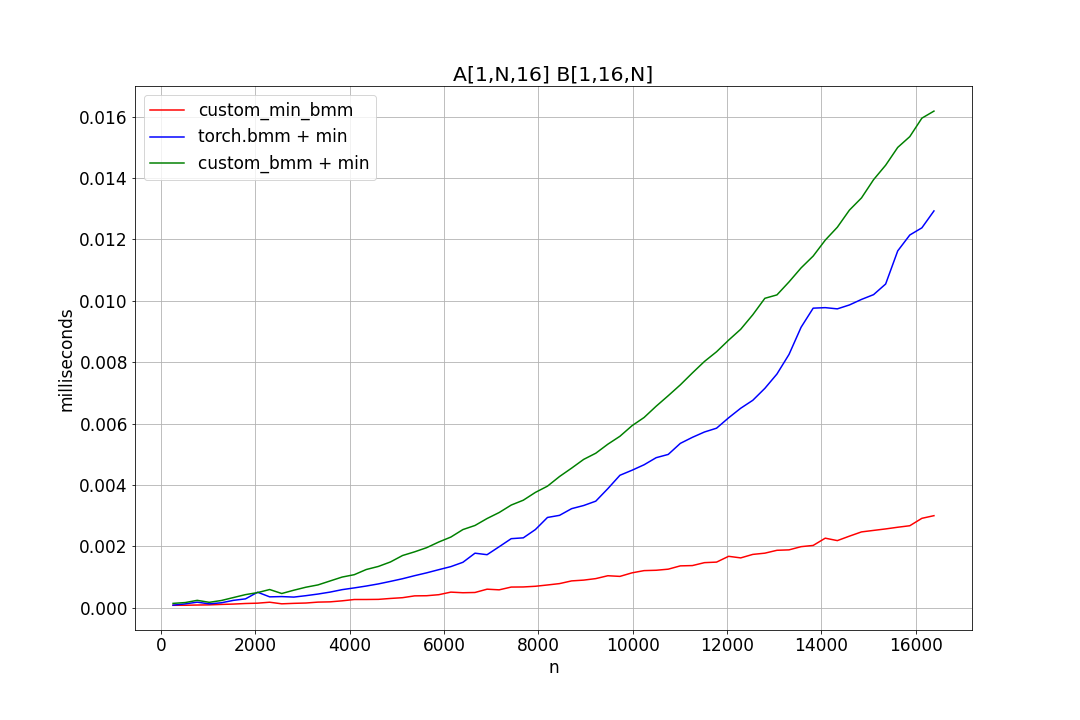 A[1,N,16] B[1,16,N]
custom_min_bmm
torch.bmm + min
custom_bmm + min
0.016
0.014
0.012
0.010
0.008
0.006
0.004
0.002
0.000
milliseconds
0 2000 4000 6000 8000 10000 12000 14000 16000
n